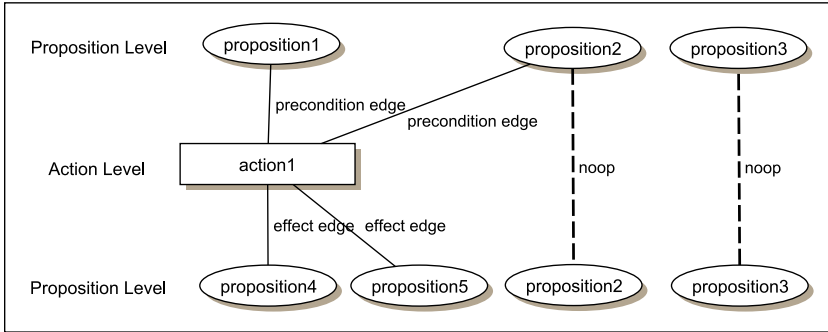 Proposition Level
proposition1
proposition2
proposition3
precondition edge
precondition edge
Action Level
action1
noop
noop
effect edge
effect edge
Proposition Level
proposition4
proposition5
proposition2
proposition3